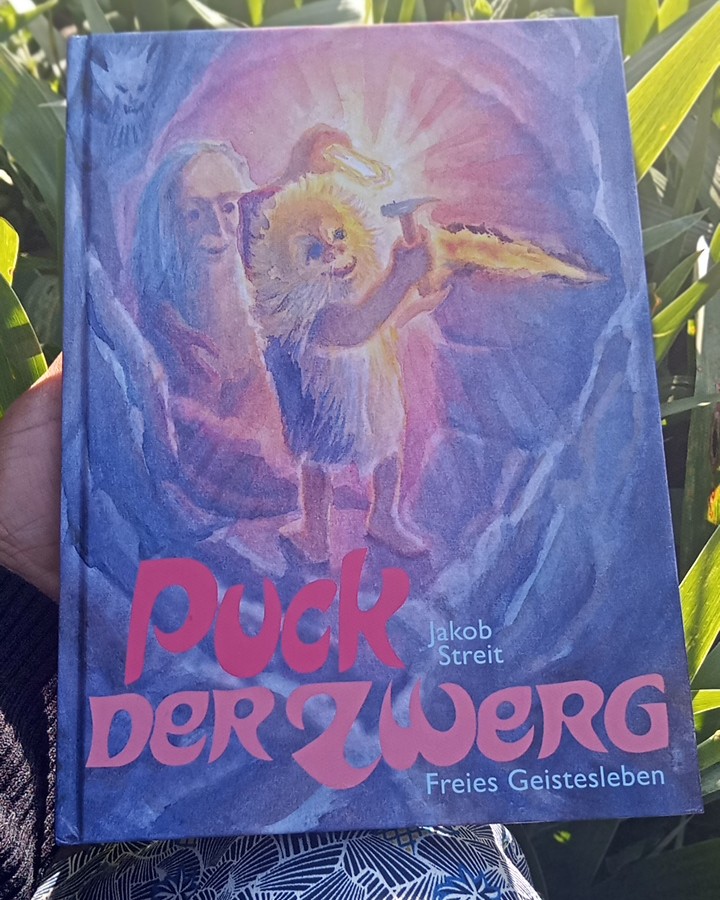 Puck
Jakob
Streit
DER ZWERG
Freies Geistesleben